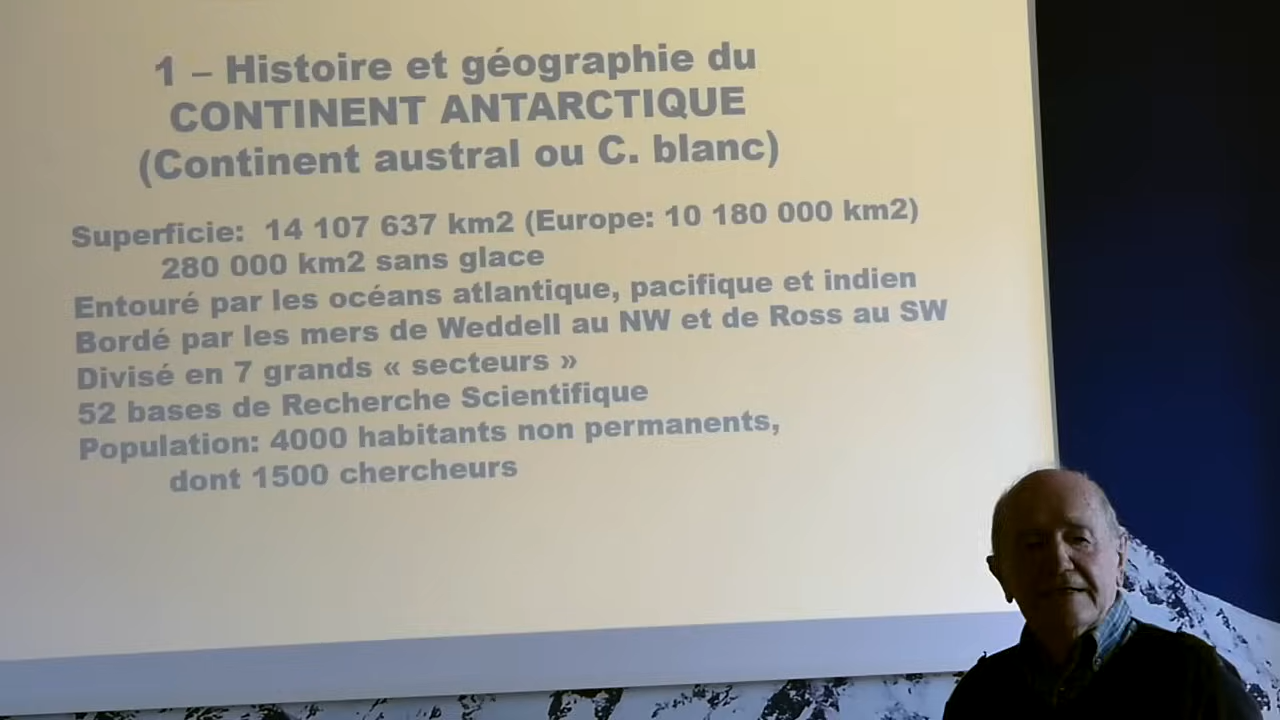 1 – Histoire et géographie du
CONTINENT ANTARCTIQUE
(Continent austral ou C. blanc)
Superficie: 14 107 637 km2 (Europe: 10 180 000 km2)
280 000 km2 sans glace
Entouré par les océans atlantique, pacifique et indien
Bordé par les mers de Weddell au NW et de Ross au SW
Divisé en 7 grands « secteurs »
52 bases de Recherche Scientifique
Population: 4000 habitants non permanents,
dont 1500 chercheurs